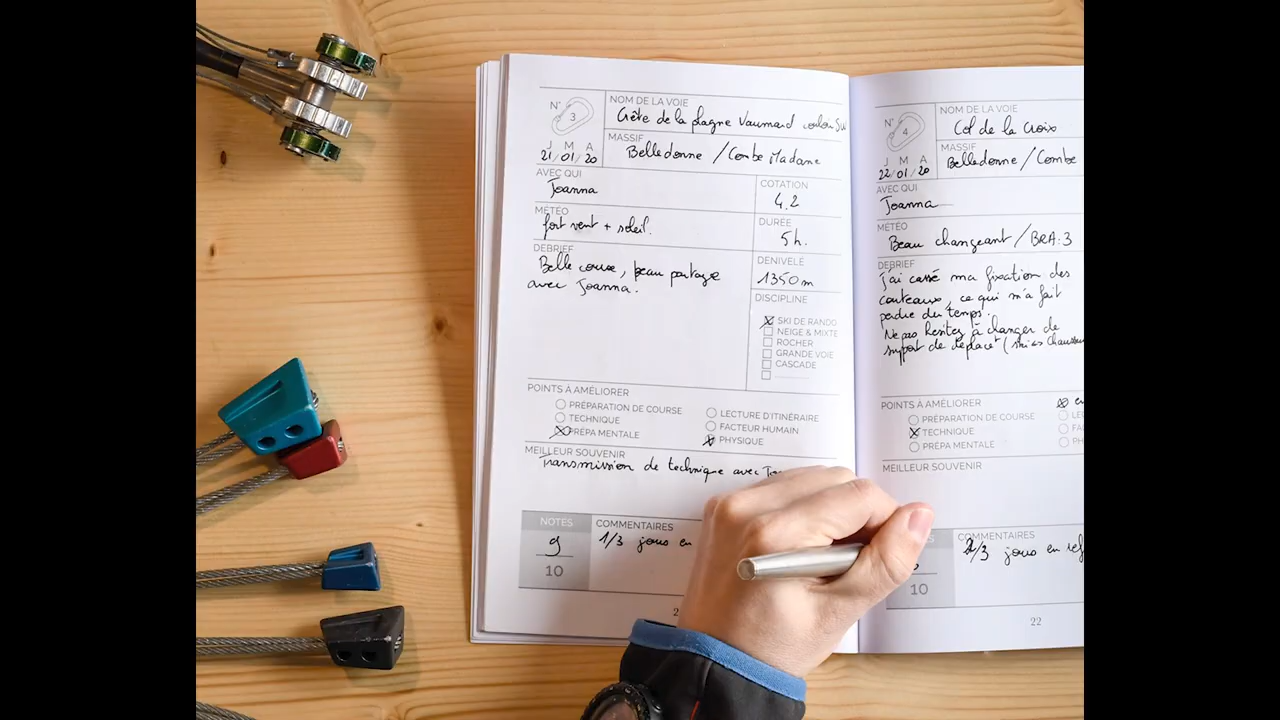 N° 3
NOM DE LA VOIE
Crête de la plagne Vaumard couloir SW
J M A
21/01/20
MASSIF
Belledonne / Combe Madame
AVEC QUI
Joanna
COTATION
4.2
MÉTÉO
fort vent + soleil.
DURÉE
5h.
DEBRIEF
Belle course, beau partage
avec Joanna.
DENIVELÉ
1350m
DISCIPLINE
SKI DE RANDO
NEIGE & MIXTE
ROCHER
GRANDE VOIE
CASCADE
POINTS À AMÉLIORER
PRÉPARATION DE COURSE
TECHNIQUE
PRÉPA MENTALE
LECTURE D'ITINÉRAIRE
FACTEUR HUMAIN
PHYSIQUE
MEILLEUR SOUVENIR
Transmission de technique avec
NOTES
9
10
COMMENTAIRES
1/3 jours en
2
N° 4
NOM DE LA VOIE
Col de la Croix
J M A
22/01/20
MASSIF
Belledonne / Combe
AVEC QUI
Joanna
MÉTÉO
Beau changeant / BRA:3
DEBRIEF
J'ai cassé ma fixation des
couteaux, ce qui m'a fait
perdre du temps.
Ne pas hésiter à changer de
support de déplacet (skis
POINTS À AMÉLIORER
PRÉPARATION DE COURSE
TECHNIQUE
PRÉPA MENTALE
MEILLEUR SOUVENIR
10
COMMENTAIRES
2/3 jours en ref
22